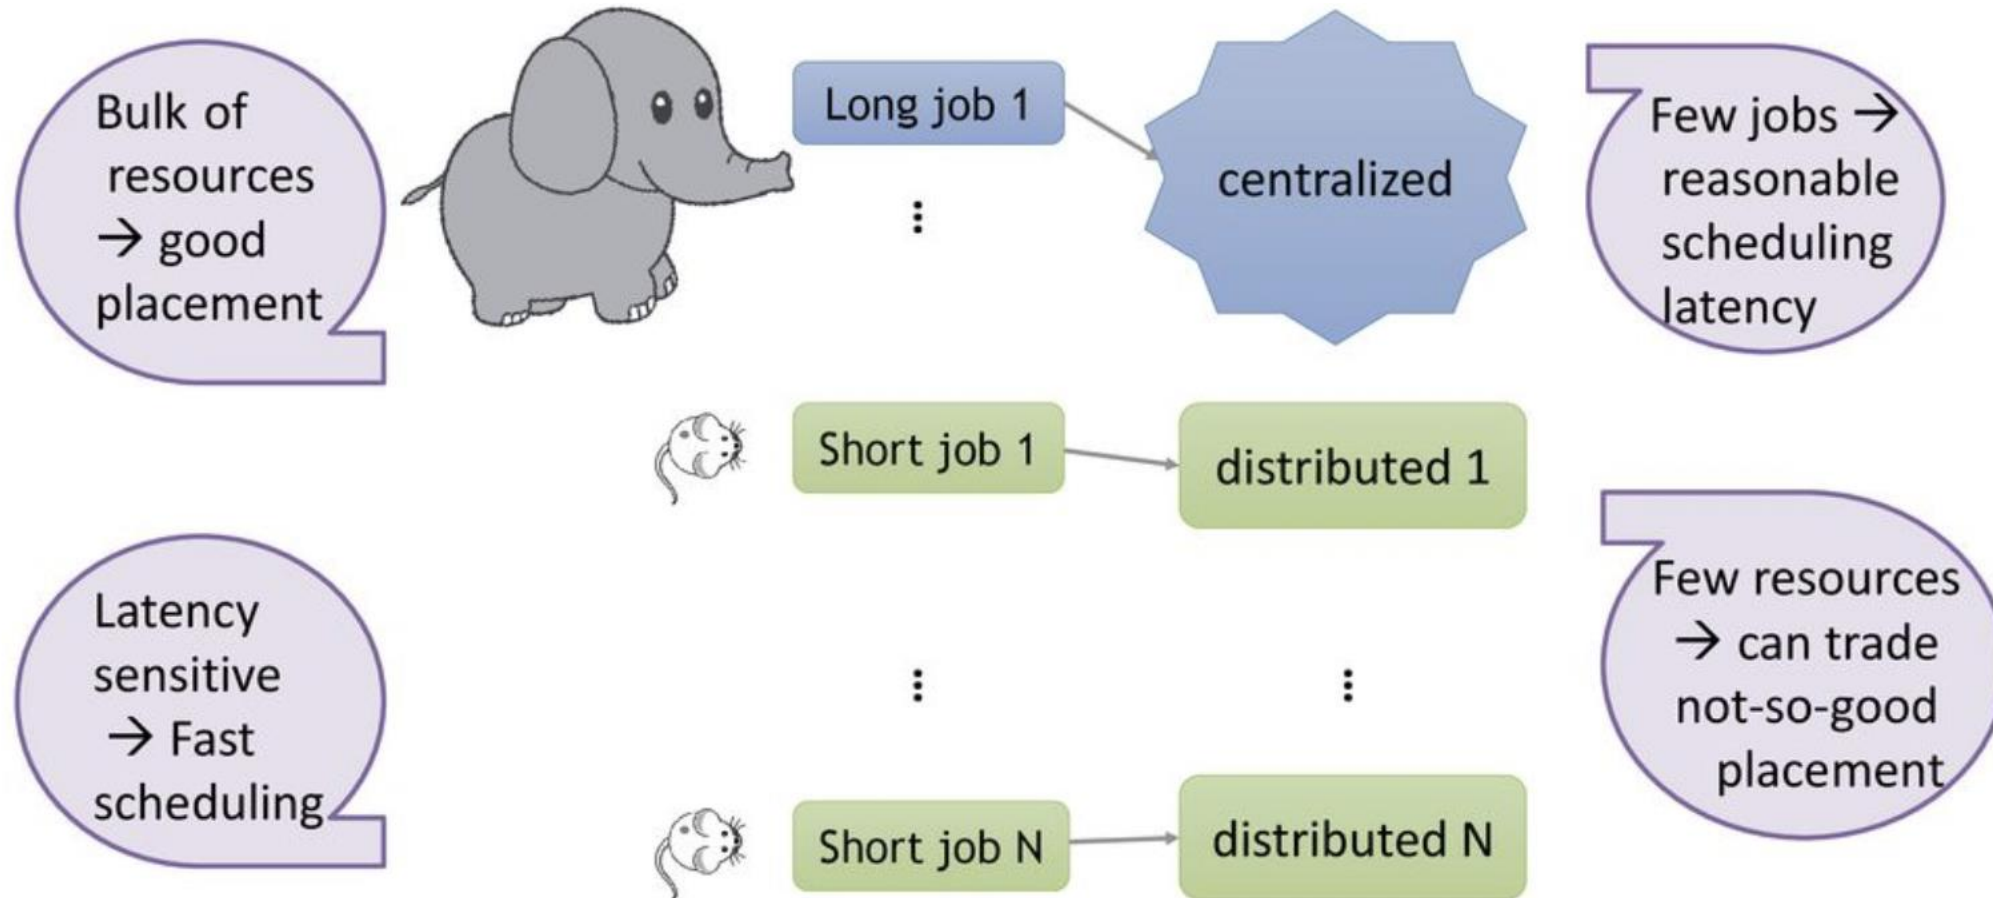 Bulk of
resources
→ good
placement
Long job 1
⋮
centralized
Few jobs →
reasonable
scheduling
latency
Short job 1
distributed 1
Latency
sensitive
→ Fast
scheduling
⋮
⋮
Few resources
→ can trade
not-so-good
placement
Short job N
distributed N